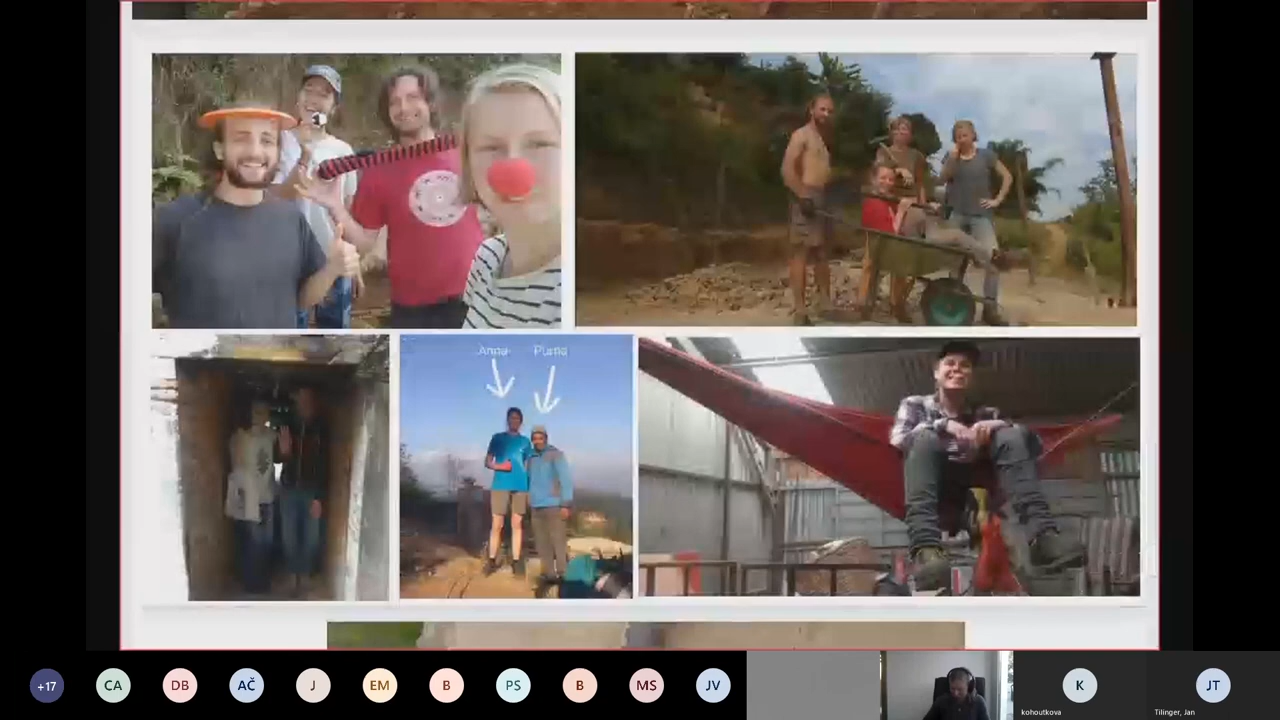 Anna Purna
+17 CA DB AČ J EM B PS B MS JV K JT
kohoutkova Tilinger, Jan